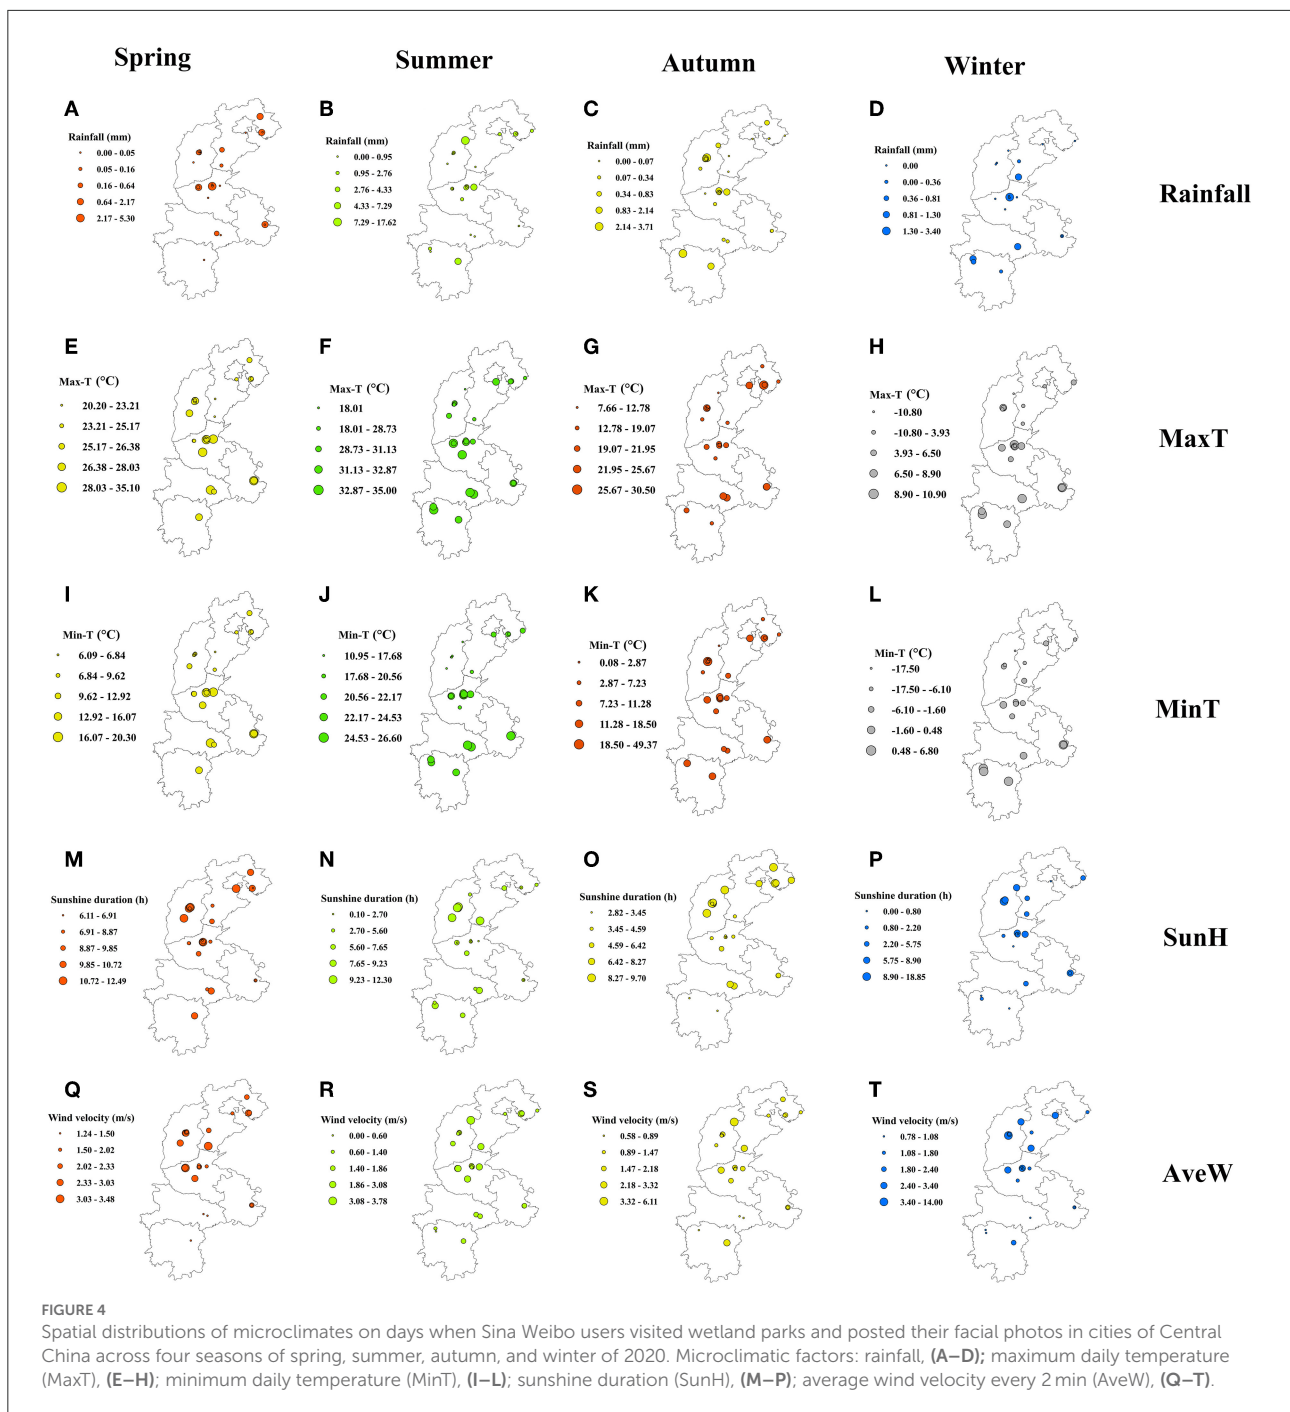 Spring
Summer
Autumn
Winter
A
Rainfall (mm)
0.00 - 0.05
0.05 - 0.16
0.16 - 0.64
0.64 - 2.17
2.17 - 5.30
B
Rainfall (mm)
0.00 - 0.95
0.95 - 2.76
2.76 - 4.33
4.33 - 7.29
7.29 - 17.62
C
Rainfall (mm)
0.00 - 0.07
0.07 - 0.34
0.34 - 0.83
0.83 - 2.14
2.14 - 3.71
D
Rainfall (mm)
0.00
0.00 - 0.36
0.36 - 0.81
0.81 - 1.30
1.30 - 3.40
Rainfall
E
Max-T (°C)
20.20 - 23.21
23.21 - 25.17
25.17 - 26.38
26.38 - 28.03
28.03 - 35.10
F
Max-T (°C)
18.01
18.01 - 28.73
28.73 - 31.13
31.13 - 32.87
32.87 - 35.00
G
Max-T (°C)
7.66 - 12.78
12.78 - 19.07
19.07 - 21.95
21.95 - 25.67
25.67 - 30.50
H
Max-T (°C)
-10.80
-10.80 - 3.93
3.93 - 6.50
6.50 - 8.90
8.90 - 10.90
MaxT
I
Min-T (°C)
6.09 - 6.84
6.84 - 9.62
9.62 - 12.92
12.92 - 16.07
16.07 - 20.30
J
Min-T (°C)
10.95 - 17.68
17.68 - 20.56
20.56 - 22.17
22.17 - 24.53
24.53 - 26.60
K
Min-T (°C)
0.08 - 2.87
2.87 - 7.23
7.23 - 11.28
11.28 - 18.50
18.50 - 49.37
L
Min-T (°C)
-17.50
-17.50 - -6.10
-6.10 - -1.60
-1.60 - 0.48
0.48 - 6.80
MinT
M
Sunshine duration (h)
6.11 - 6.91
6.91 - 8.87
8.87 - 9.85
9.85 - 10.72
10.72 - 12.49
N
Sunshine duration (h)
0.10 - 2.70
2.70 - 5.60
5.60 - 7.65
7.65 - 9.23
9.23 - 12.30
O
Sunshine duration (h)
2.82 - 3.45
3.45 - 4.59
4.59 - 6.42
6.42 - 8.27
8.27 - 9.70
P
Sunshine duration (h)
0.00 - 0.80
0.80 - 2.20
2.20 - 5.75
5.75 - 8.90
8.90 - 18.85
SunH
Q
Wind velocity (m/s)
1.24 - 1.50
1.50 - 2.02
2.02 - 2.33
2.33 - 3.03
3.03 - 3.48
R
Wind velocity (m/s)
0.00 - 0.60
0.60 - 1.40
1.40 - 1.86
1.86 - 3.08
3.08 - 3.78
S
Wind velocity (m/s)
0.58 - 0.89
0.89 - 1.47
1.47 - 2.18
2.18 - 3.32
3.32 - 6.11
T
Wind velocity (m/s)
0.78 - 1.08
1.08 - 1.80
1.80 - 2.40
2.40 - 3.40
3.40 - 14.00
AveW
FIGURE 4
Spatial distributions of microclimates on days when Sina Weibo users visited wetland parks and posted their facial photos in cities of Central
China across four seasons of spring, summer, autumn, and winter of 2020. Microclimatic factors: rainfall, (A–D); maximum daily temperature
(MaxT), (E–H); minimum daily temperature (MinT), (I–L); sunshine duration (SunH), (M–P); average wind velocity every 2 min (AveW), (Q–T).